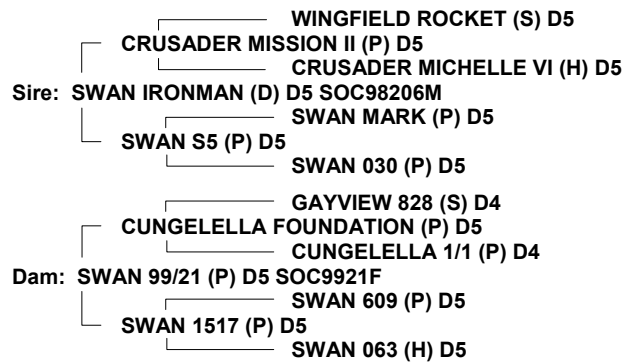 WINGFIELD ROCKET (S) D5
CRUSADER MISSION II (P) D5
CRUSADER MICHELLE VI (H) D5
Sire: SWAN IRONMAN (D) D5 SOC98206M
SWAN MARK (P) D5
SWAN S5 (P) D5
SWAN 030 (P) D5
GAYVIEW 828 (S) D4
CUNGELELLA FOUNDATION (P) D5
CUNGELELLA 1/1 (P) D4
Dam: SWAN 99/21 (P) D5 SOC9921F
SWAN 609 (P) D5
SWAN 1517 (P) D5
SWAN 063 (H) D5